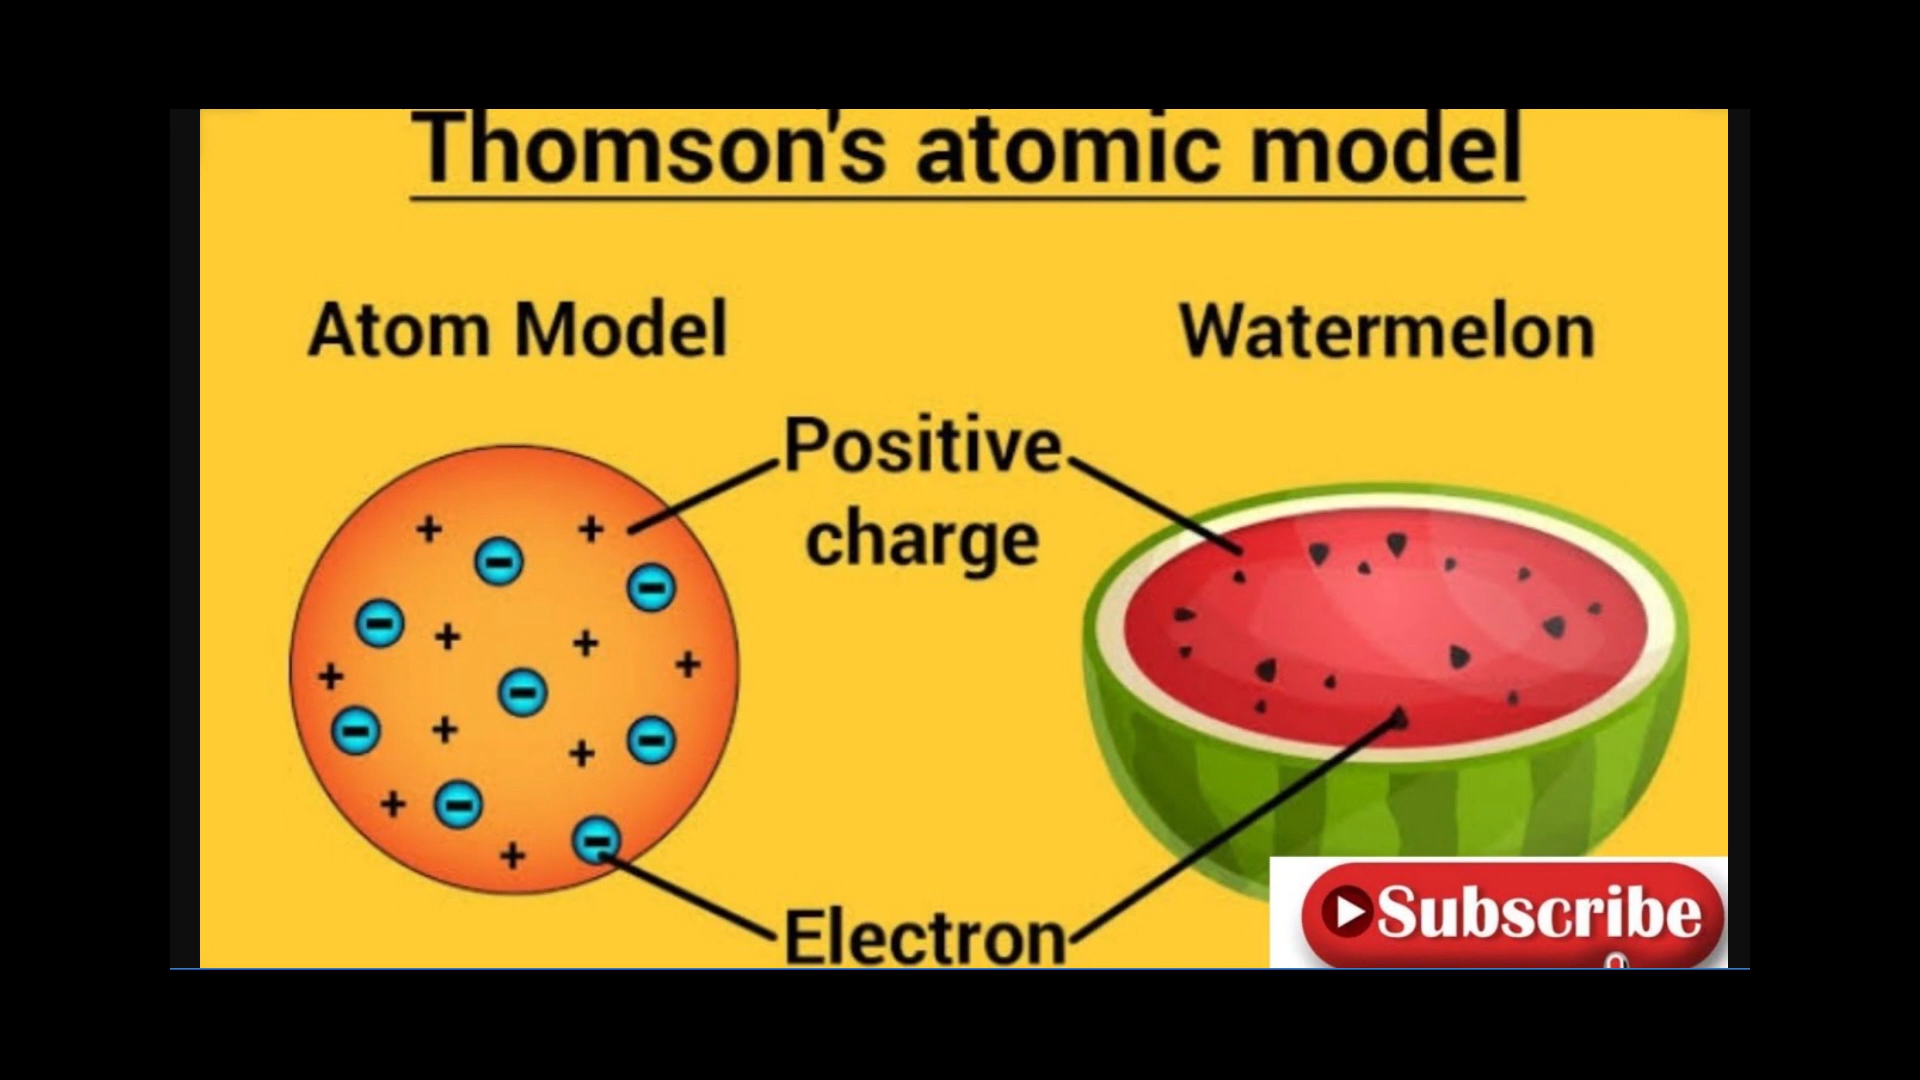 Thomson's atomic model
Atom Model
Watermelon
Positive
charge
Electron
Subscribe